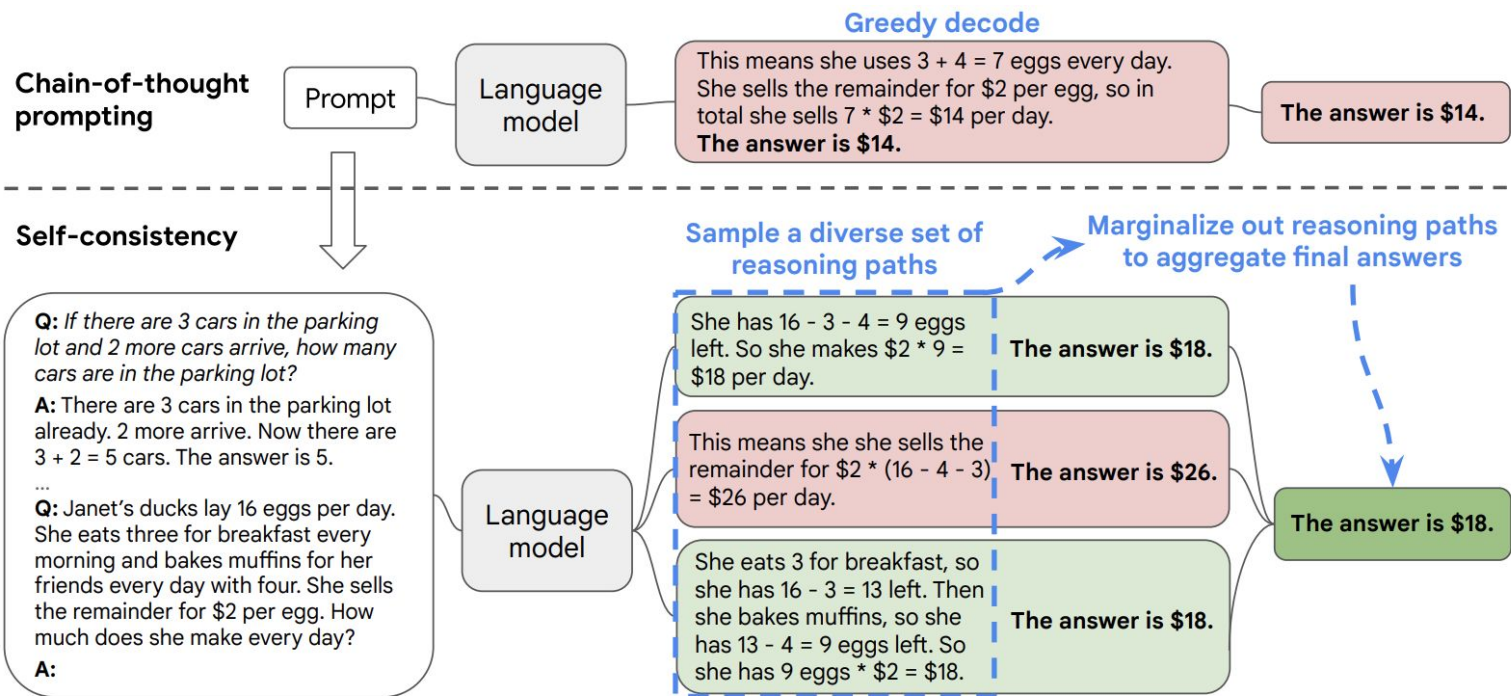 Greedy decode
Chain-of-thought
prompting
Prompt
Language
model
This means she uses 3 + 4 = 7 eggs every day.
She sells the remainder for $2 per egg, so in
total she sells 7 * $2 = $14 per day.
The answer is $14.
The answer is $14.
Self-consistency
Sample a diverse set of
reasoning paths
Marginalize out reasoning paths
to aggregate final answers
Q: If there are 3 cars in the parking
lot and 2 more cars arrive, how many
cars are in the parking lot?
A: There are 3 cars in the parking lot
already. 2 more arrive. Now there are
3 + 2 = 5 cars. The answer is 5.
...
Q: Janet’s ducks lay 16 eggs per day.
She eats three for breakfast every
morning and bakes muffins for her
friends every day with four. She sells
the remainder for $2 per egg. How
much does she make every day?
A:
Language
model
She has 16 - 3 - 4 = 9 eggs
left. So she makes $2 * 9 =
$18 per day.
The answer is $18.
This means she she sells the
remainder for $2 * (16 - 4 - 3)
= $26 per day.
The answer is $26.
She eats 3 for breakfast, so
she has 16 - 3 = 13 left. Then
she bakes muffins, so she
has 13 - 4 = 9 eggs left. So
she has 9 eggs * $2 = $18.
The answer is $18.
The answer is $18.